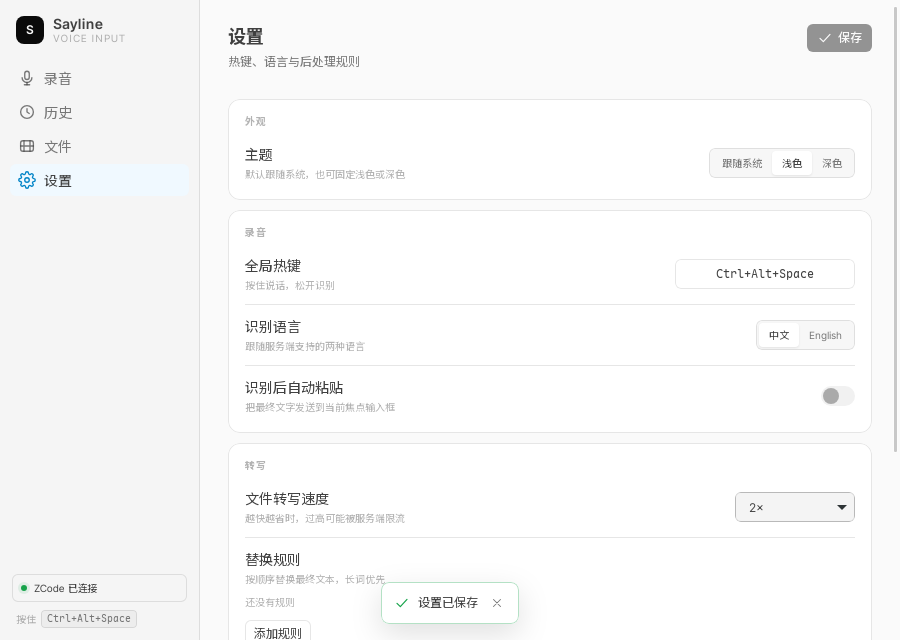 S
Sayline
VOICE INPUT
录音
历史
文件
设置
ZCode 已连接
按住 Ctrl+Alt+Space
设置
热键、语言与后处理规则
保存
外观
主题
默认跟随系统，也可固定浅色或深色
跟随系统 浅色 深色
录音
全局热键
按住说话，松开识别
Ctrl+Alt+Space
识别语言
跟随服务端支持的两种语言
中文 English
识别后自动粘贴
把最终文字发送到当前焦点输入框
转写
文件转写速度
越快越省时，过高可能被服务端限流
2×
替换规则
按顺序替换最终文本，长词优先
还没有规则
添加规则
设置已保存